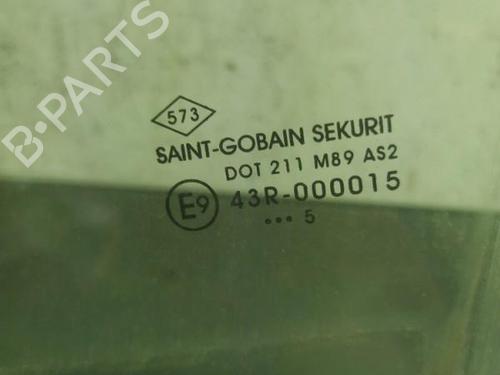 B-PARTS
573
SAINT-GOBAIN SEKURIT
DOT 211 M89 AS2
E9 43R-000015
••• 5